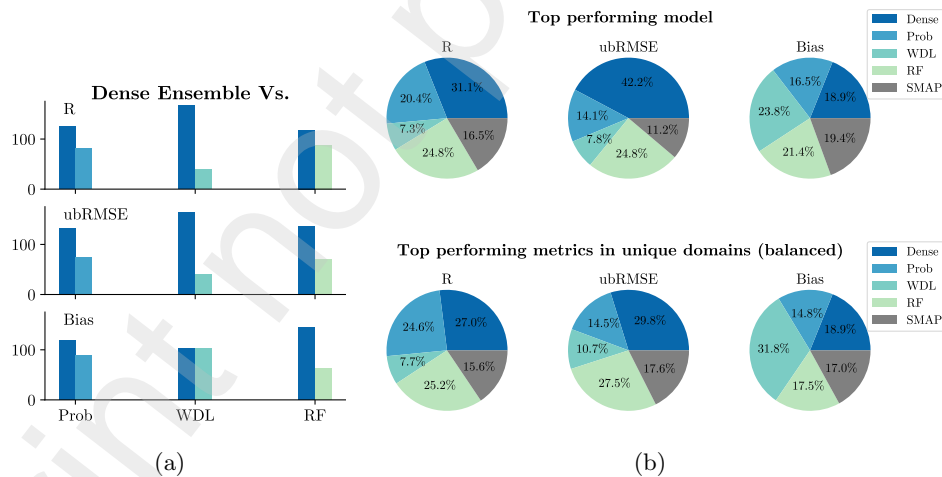 Dense Ensemble Vs.
R
100
0
ubRMSE
100
0
Bias
100
0
Prob WDL RF
(a)
Top performing model
Dense
Prob
WDL
RF
SMAP
R
31.1%
20.4%
7.3%
24.8%
16.5%
ubRMSE
42.2%
14.1%
7.8%
24.8%
11.2%
Bias
18.9%
16.5%
23.8%
21.4%
19.4%
Top performing metrics in unique domains (balanced)
Dense
Prob
WDL
RF
SMAP
R
27.0%
24.6%
7.7%
25.2%
15.6%
ubRMSE
29.8%
14.5%
10.7%
27.5%
17.6%
Bias
18.9%
14.8%
31.8%
17.5%
17.0%
(b)
rint not p